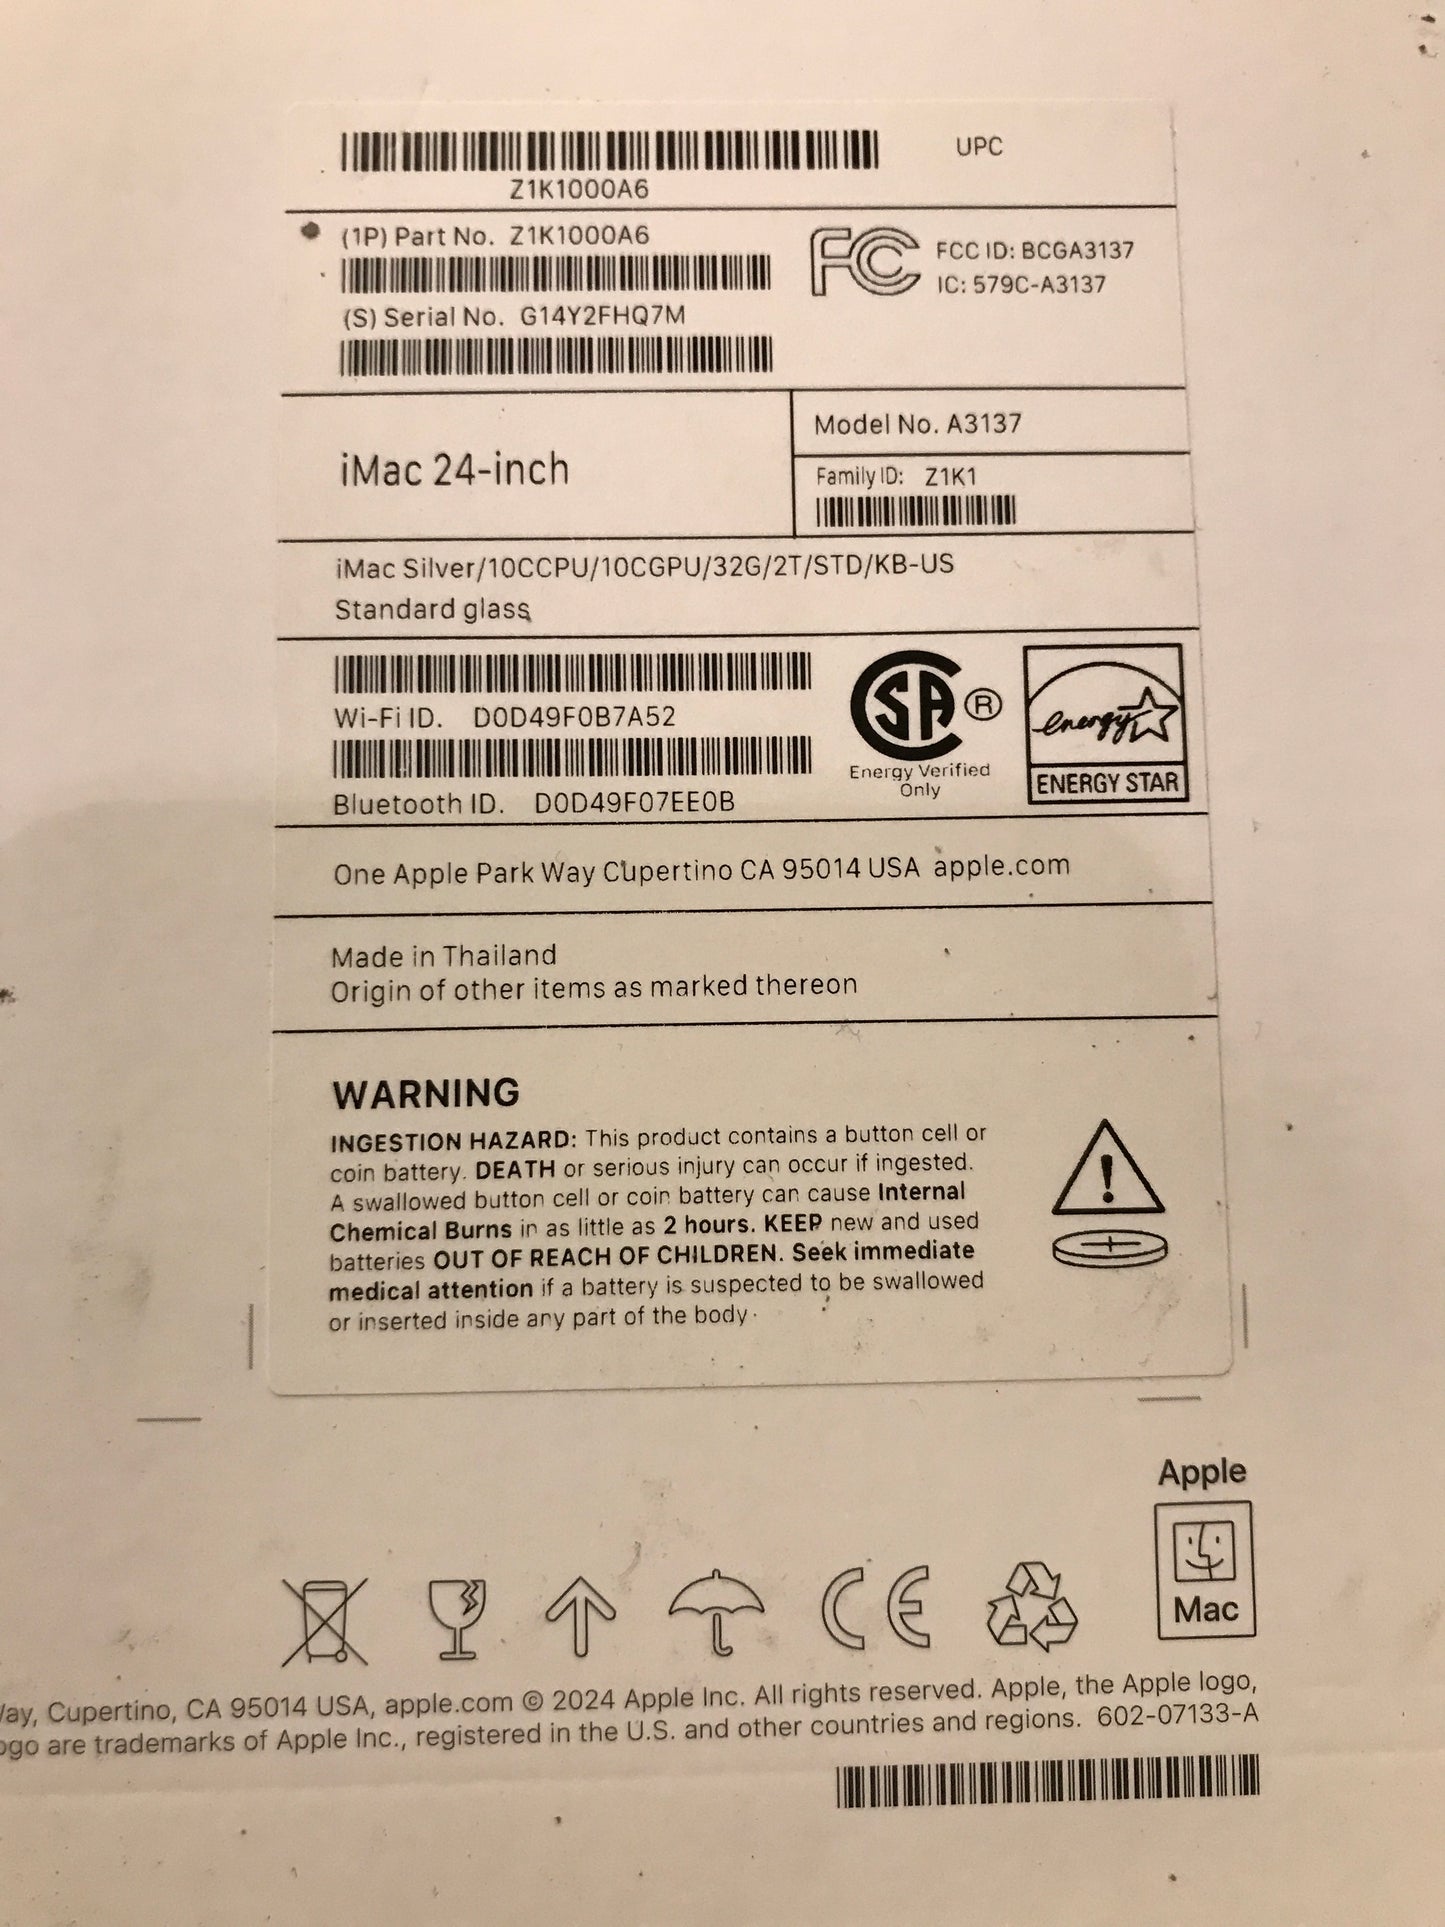 UPC
Z1K1000A6
(1P) Part No. Z1K1000A6
FCC ID: BCGA3137
IC: 579C-A3137
(S) Serial No. G14Y2FHQ7M
iMac 24-inch
Model No. A3137
Family ID: Z1K1
iMac Silver/10CCPU/10CGPU/32G/2T/STD/KB-US
Standard glass
Wi-Fi ID. D0D49F0B7A52
Bluetooth ID. D0D49F07EE0B
SA ®
Energy Verified
Only
energy
ENERGY STAR
One Apple Park Way Cupertino CA 95014 USA apple.com
Made in Thailand
Origin of other items as marked thereon
WARNING
INGESTION HAZARD: This product contains a button cell or
coin battery. DEATH or serious injury can occur if ingested.
A swallowed button cell or coin battery can cause Internal
Chemical Burns in as little as 2 hours. KEEP new and used
batteries OUT OF REACH OF CHILDREN. Seek immediate
medical attention if a battery is suspected to be swallowed
or inserted inside any part of the body.
Apple
Mac
CE
Way, Cupertino, CA 95014 USA, apple.com © 2024 Apple Inc. All rights reserved. Apple, the Apple logo,
ogo are trademarks of Apple Inc., registered in the U.S. and other countries and regions. 602-07133-A